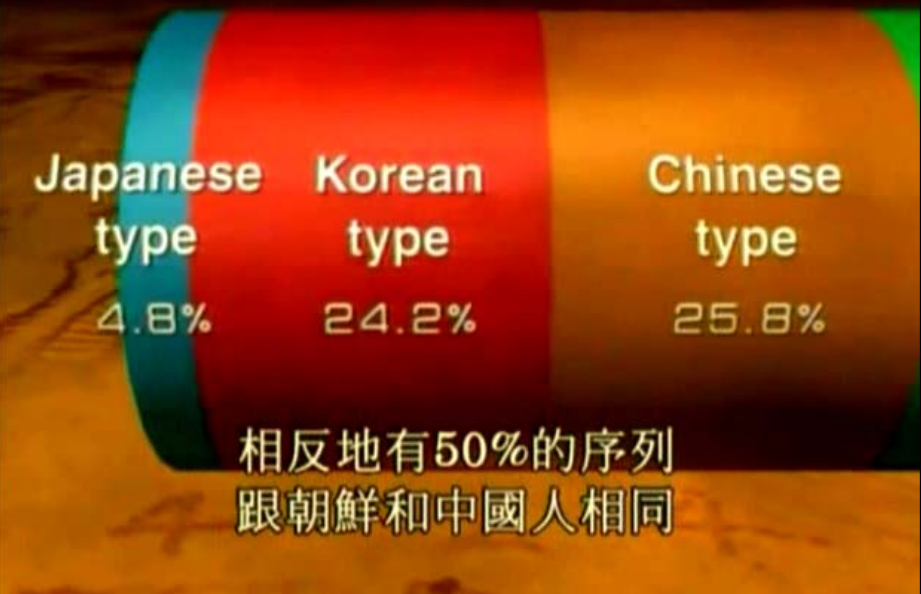 Japanese type
4.8%
Korean type
24.2%
Chinese type
25.8%
相反地有50%的序列
跟朝鮮和中國人相同